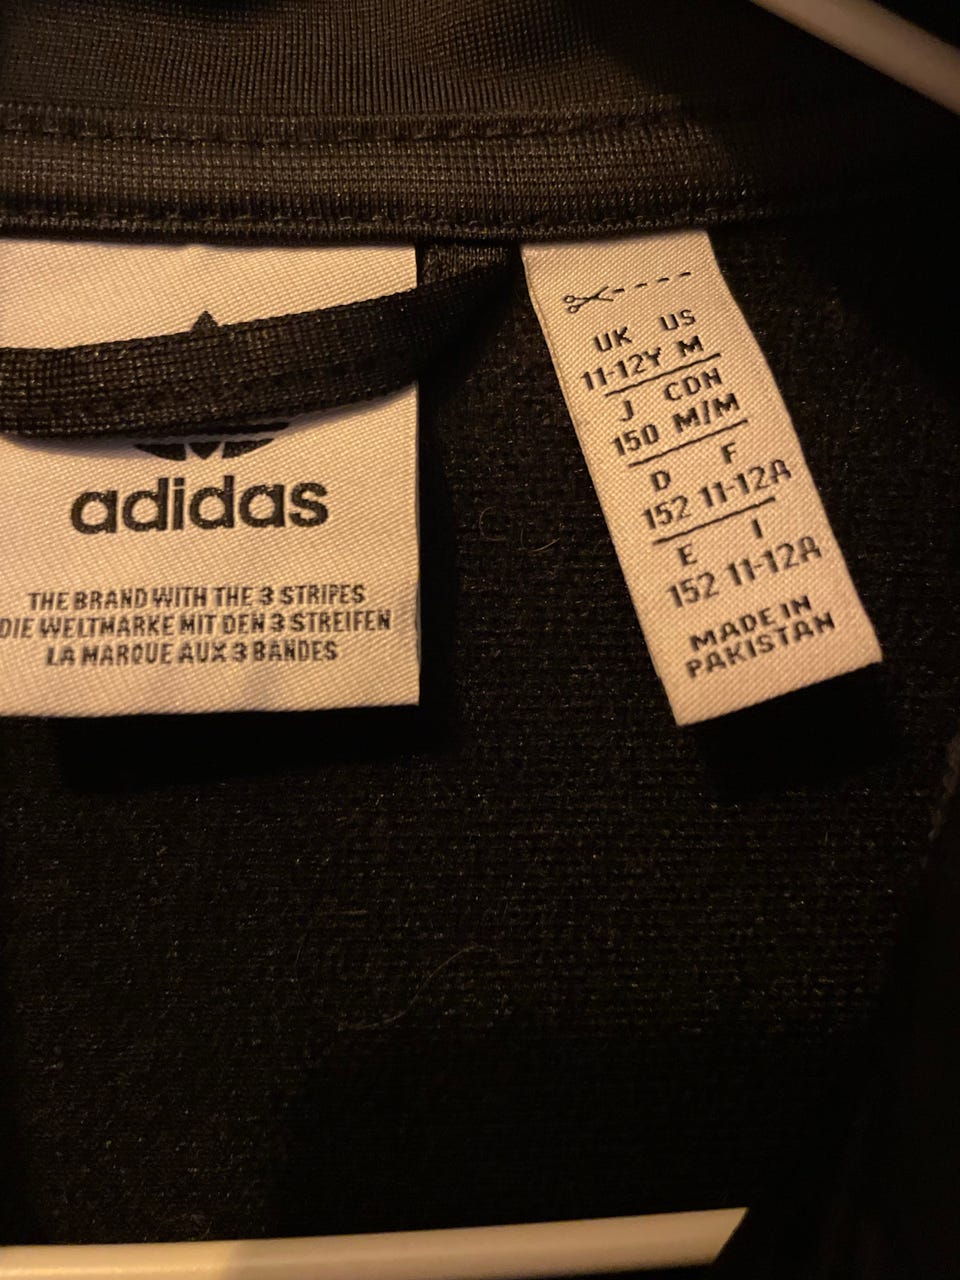 adidas
THE BRAND WITH THE 3 STRIPES
DIE WELTMARKE MIT DEN 3 STREIFEN
LA MARQUE AUX 3 BANDES
UK US
11-12Y M
J CDN
150 M/M
D F
152 11-12A
E I
152 11-12A
MADE IN
PAKISTAN